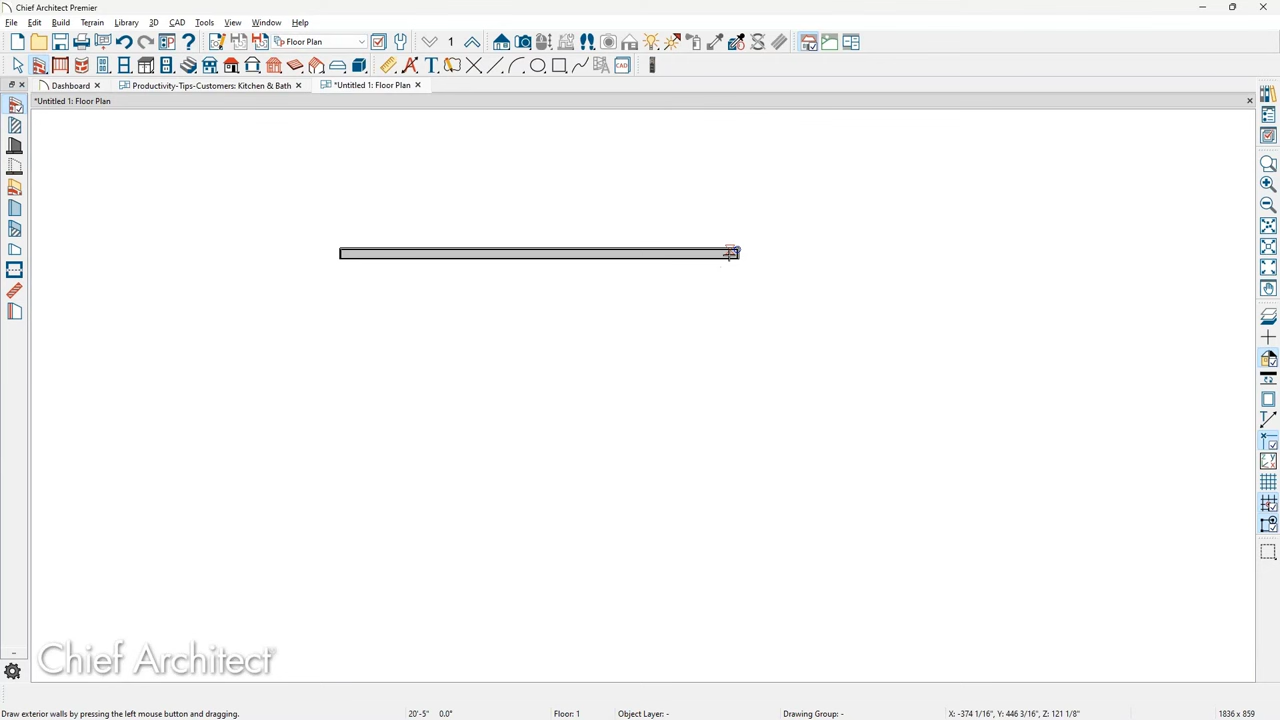 Chief Architect Premier
File Edit Build Terrain Library 3D CAD Tools View Window Help
Floor Plan 1
T CAD
Dashboard Productivity-Tips-Customers: Kitchen & Bath *Untitled 1: Floor Plan
*Untitled 1: Floor Plan
Chief Architect
Draw exterior walls by pressing the left mouse button and dragging. 20'-5" 0.0° Floor: 1 Object Layer: - Drawing Group: - X: -374 1/16", Y: 446 3/16", Z: 121 1/8" 1836 x 859